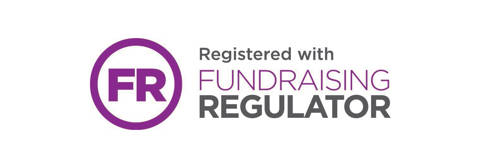 FR
Registered with
FUNDRAISING
REGULATOR